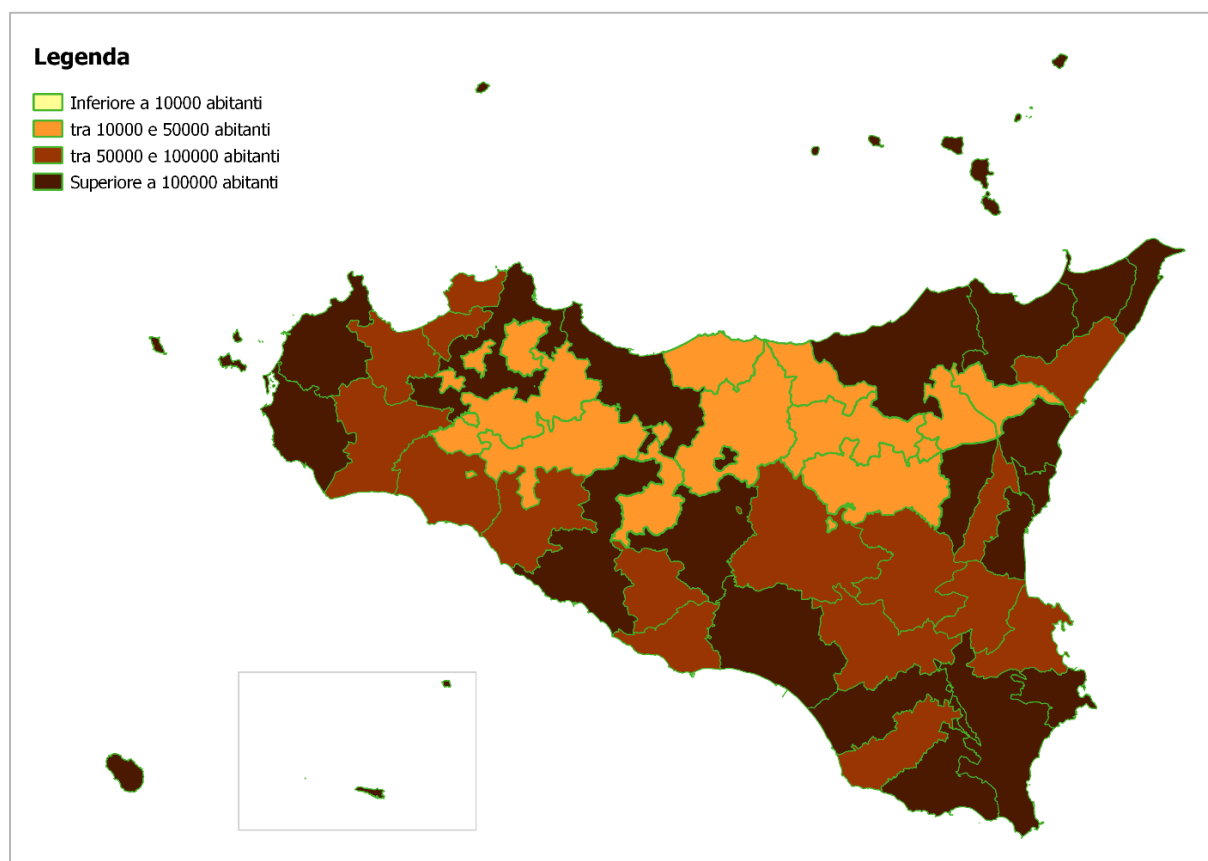 Legenda
Inferiore a 10000 abitanti
tra 10000 e 50000 abitanti
tra 50000 e 100000 abitanti
Superiore a 100000 abitanti